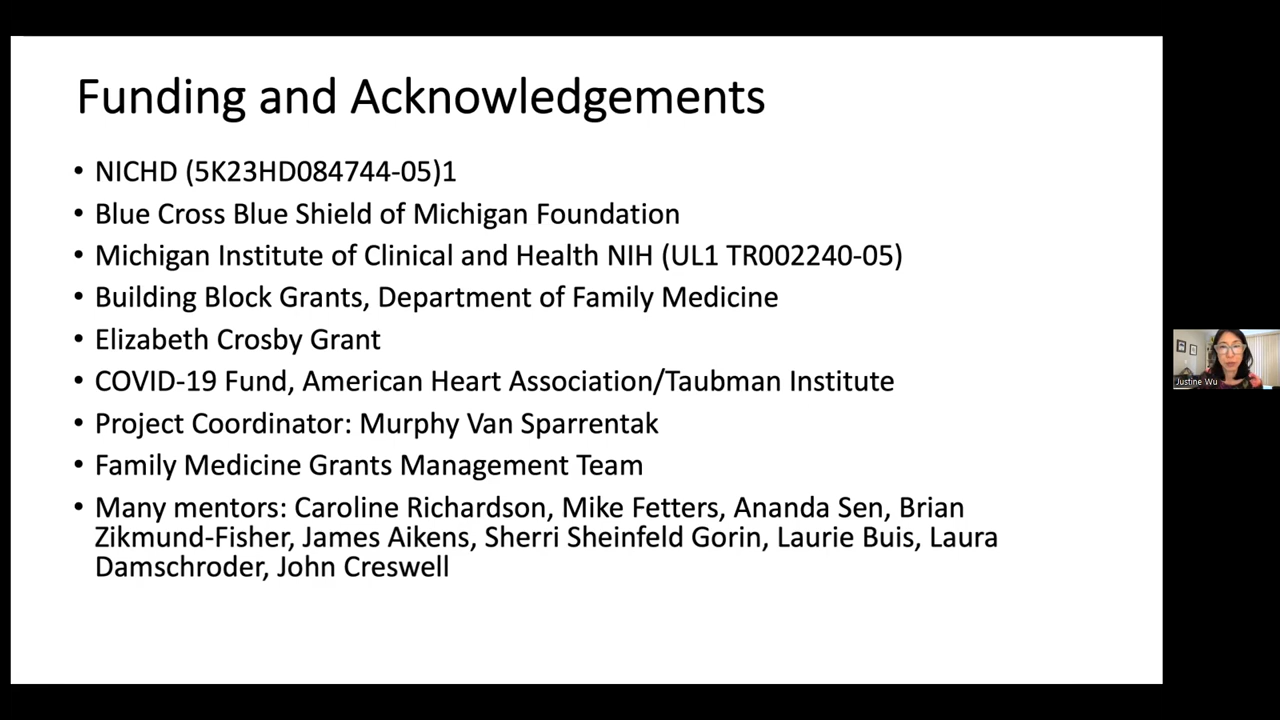 Funding and Acknowledgements
• NICHD (5K23HD084744-05)1
• Blue Cross Blue Shield of Michigan Foundation
• Michigan Institute of Clinical and Health NIH (UL1 TR002240-05)
• Building Block Grants, Department of Family Medicine
• Elizabeth Crosby Grant
• COVID-19 Fund, American Heart Association/Taubman Institute
• Project Coordinator: Murphy Van Sparrentak
• Family Medicine Grants Management Team
• Many mentors: Caroline Richardson, Mike Fetters, Ananda Sen, Brian
Zikmund-Fisher, James Aikens, Sherri Sheinfeld Gorin, Laurie Buis, Laura
Damschroder, John Creswell
Justine Wu